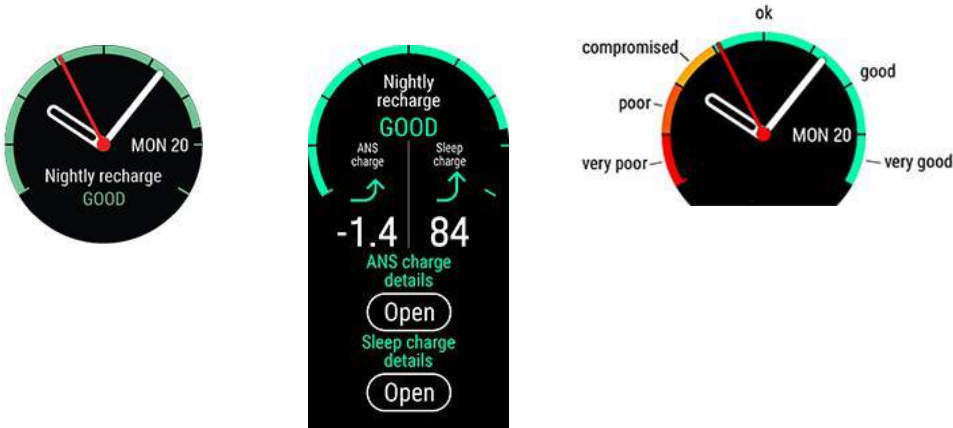 MON 20
Nightly recharge
GOOD
Nightly
recharge
GOOD
ANS
charge
Sleep
charge
-1.4
84
ANS charge
details
Open
Sleep charge
details
Open
ok
compromised
good
poor
MON 20
very poor
very good